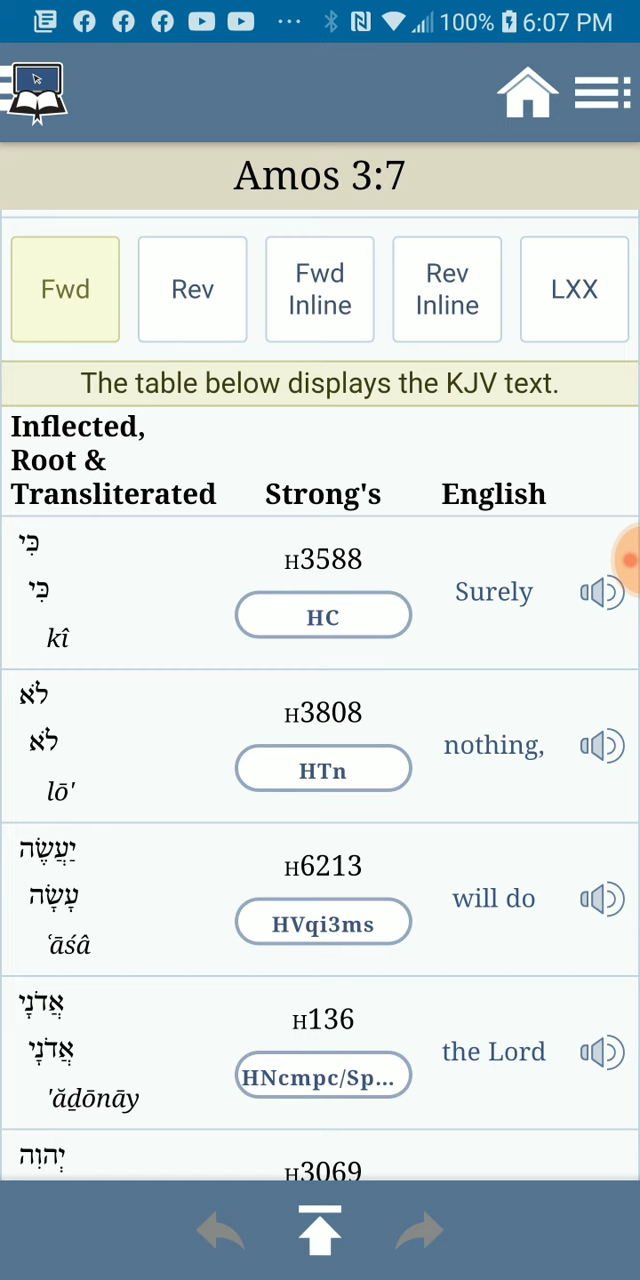 100% 6:07 PM
Amos 3:7
Fwd
Rev
Fwd
Inline
Rev
Inline
LXX
The table below displays the KJV text.
Inflected,
Root &
Transliterated
Strong's
English
כִּי
כִּי
kî
H3588
HC
Surely
לֹא
לֹא
lō'
H3808
HTn
nothing,
יַעֲשֶׂה
עָשָׂה
ʿāśâ
H6213
HVqi3ms
will do
אֲדֹנָי
אֲדֹנָי
'ăḏōnāy
H136
HNcmpc/Sp...
the Lord
יְהוִה
H3069